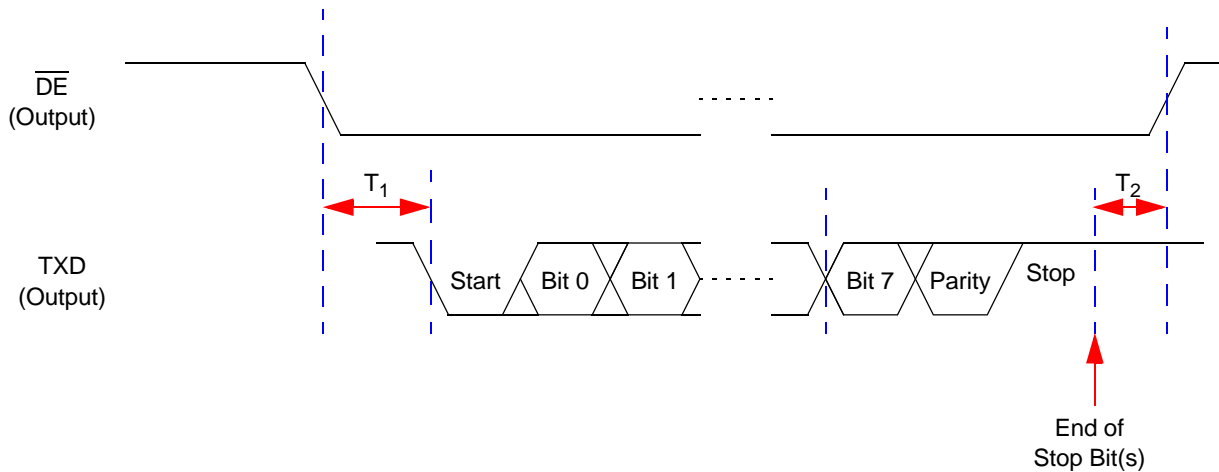 DE
(Output)
T1
T2
TXD
(Output)
Start
Bit 0
Bit 1
Bit 7
Parity
Stop
End of
Stop Bit(s)